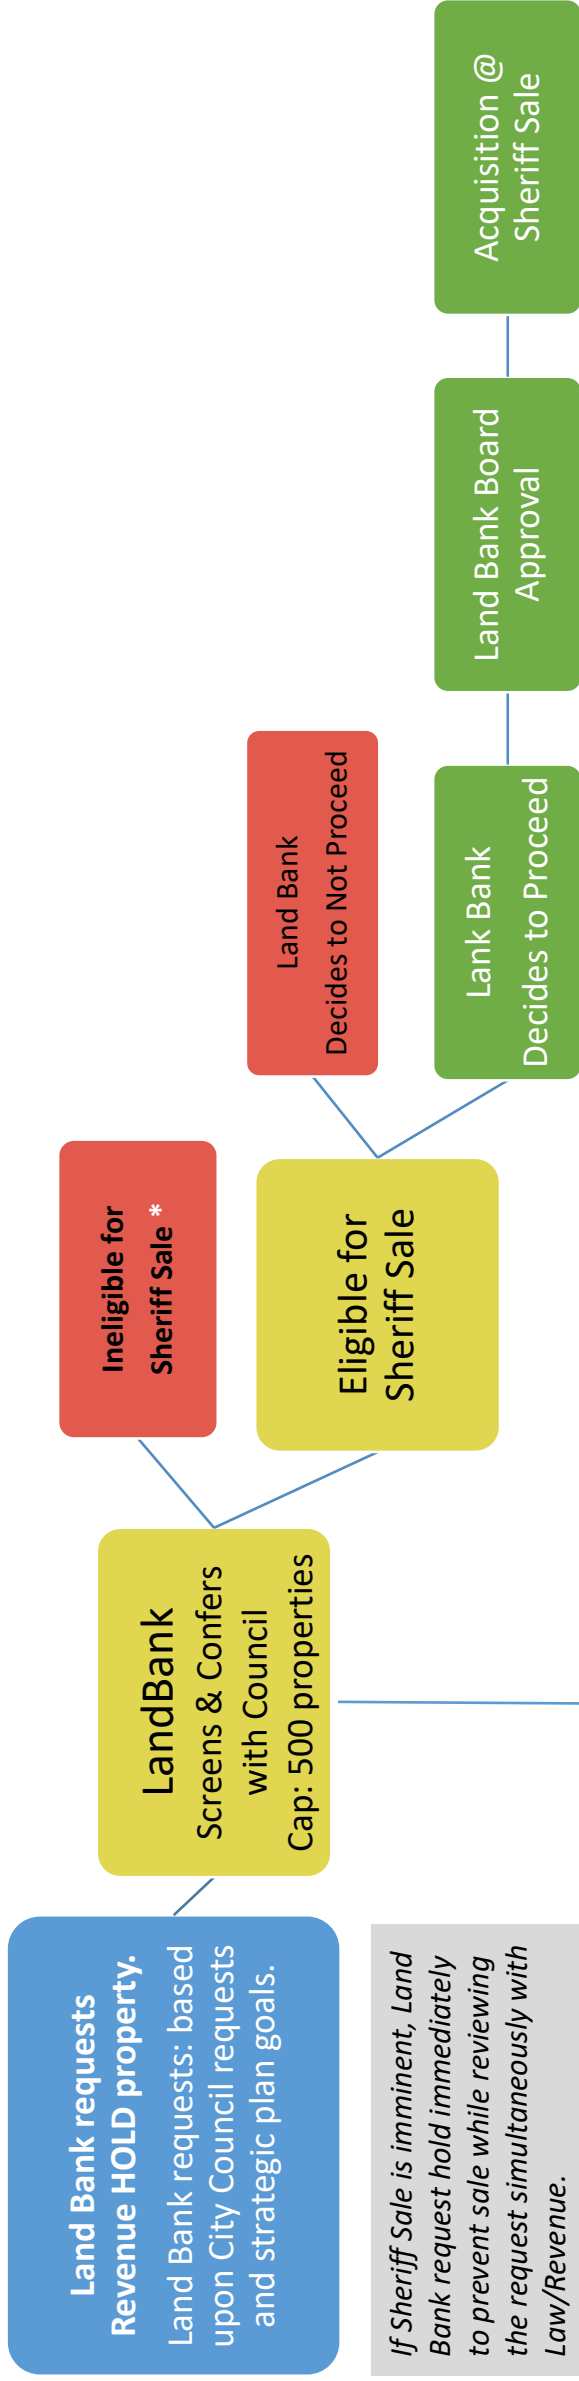 Land Bank requests
Revenue HOLD property.
Land Bank requests: based
upon City Council requests
and strategic plan goals.
If Sheriff Sale is imminent, Land
Bank request hold immediately
to prevent sale while reviewing
the request simultaneously with
Law/Revenue.
LandBank
Screens & Confers
with Council
Cap: 500 properties
Ineligible for
Sheriff Sale *
Eligible for
Sheriff Sale
Land Bank
Decides to Not Proceed
Lank Bank
Decides to Proceed
Land Bank Board
Approval
Acquisition @
Sheriff Sale